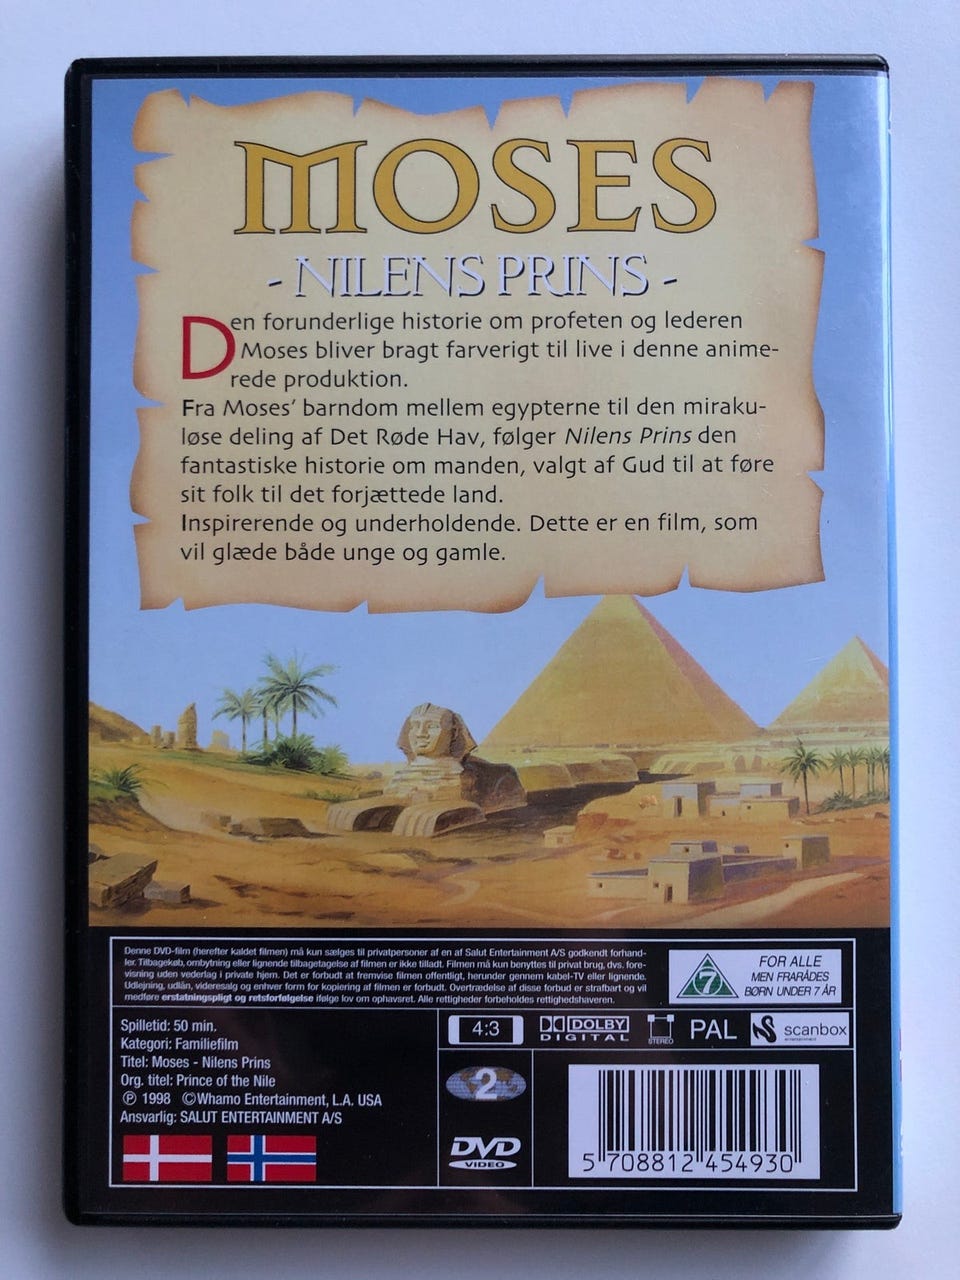 MOSES
- NILENS PRINS -
Den forunderlige historie om profeten og lederen
Moses bliver bragt farverigt til live i denne anime-
rede produktion.
Fra Moses’ barndom mellem egypterne til den miraku-
løse deling af Det Røde Hav, følger Nilens Prins den
fantastiske historie om manden, valgt af Gud til at føre
sit folk til det forjættede land.
Inspirerende og underholdende. Dette er en film, som
vil glæde både unge og gamle.
Denne DVD-film (herefter kaldet filmen) må kun sælges til privatpersoner af en af Salut Entertainment A/S godkendt forhand-
ler. Tilbagekøb, ombytning eller lignende tilbagetagelse af filmen er ikke tilladt. Filmen må kun benyttes til privat brug, dvs. fore-
visning uden vederlag i private hjem. Det er forbudt at fremvise filmen offentligt, herunder gennem kabel-TV eller lignende.
Udlejning, udlån, videresalg og enhver form for kopiering af filmen er forbudt. Overtrædelse af disse forbud er strafbart og vil
medføre erstatningspligt og retsforfølgelse ifølge lov om ophavsret. Alle rettigheder forbeholdes rettighedshaveren.
7
FOR ALLE
MEN FRARÅDES
BØRN UNDER 7 ÅR
Spilletid: 50 min.
Kategori: Familiefilm
Titel: Moses - Nilens Prins
Org. titel: Prince of the Nile
Ⓟ 1998 ©Whamo Entertainment, L.A. USA
Ansvarlig: SALUT ENTERTAINMENT A/S
4:3
DOLBY
DIGITAL
STEREO
PAL
scanbox
entertainment
2
DVD
VIDEO
5 708812 454930